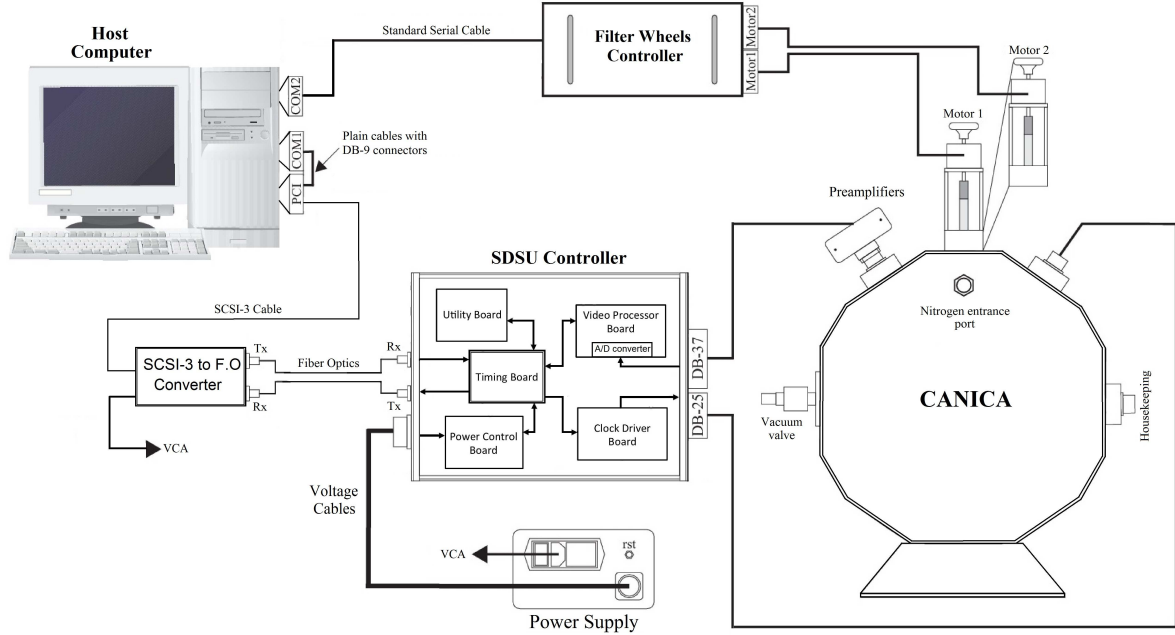 Host
Computer
Standard Serial Cable
Filter Wheels
Controller
Motor1
Motor2
Motor 2
Motor 1
COM2
COM1
PCI
Plain cables with
DB-9 connectors
Preamplifiers
SDSU Controller
Utility Board
Video Processor
Board
A/D converter
Timing Board
Power Control
Board
Clock Driver
Board
DB-37
DB-25
Rx
Tx
SCSI-3 Cable
SCSI-3 to F.O
Converter
Tx
Rx
Fiber Optics
VCA
Voltage
Cables
VCA
rst
Power Supply
Nitrogen entrance
port
CANICA
Vacuum
valve
Housekeeping